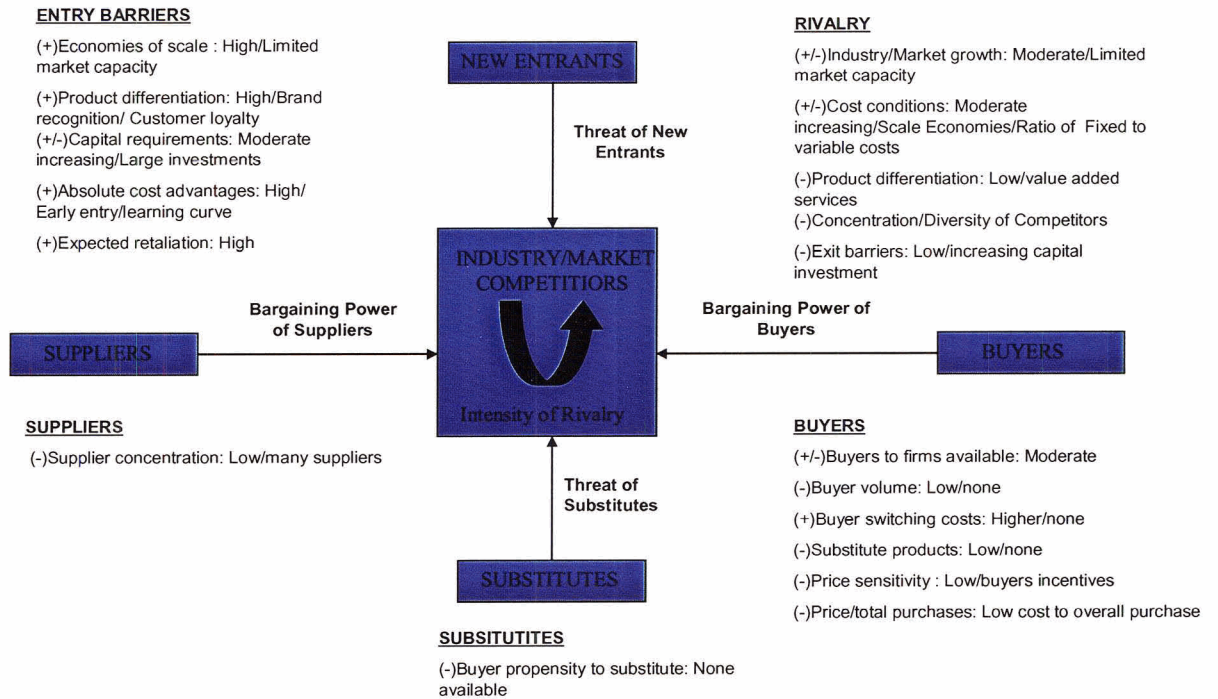 ENTRY BARRIERS
(+)Economies of scale : High/Limited
market capacity
(+)Product differentiation: High/Brand
recognition/ Customer loyalty
(+/-)Capital requirements: Moderate
increasing/Large investments
(+)Absolute cost advantages: High/
Early entry/learning curve
(+)Expected retaliation: High
NEW ENTRANTS
Threat of New
Entrants
RIVALRY
(+/-)Industry/Market growth: Moderate/Limited
market capacity
(+/-)Cost conditions: Moderate
increasing/Scale Economies/Ratio of Fixed to
variable costs
(-)Product differentiation: Low/value added
services
(-)Concentration/Diversity of Competitors
(-)Exit barriers: Low/increasing capital
investment
INDUSTRY/MARKET
COMPETITIORS
Intensity of Rivalry
Bargaining Power
of Suppliers
SUPPLIERS
Bargaining Power of
Buyers
BUYERS
SUPPLIERS
(-)Supplier concentration: Low/many suppliers
Threat of
Substitutes
SUBSTITUTES
SUBSITUTITES
(-)Buyer propensity to substitute: None
available
BUYERS
(+/-)Buyers to firms available: Moderate
(-)Buyer volume: Low/none
(+)Buyer switching costs: Higher/none
(-)Substitute products: Low/none
(-)Price sensitivity : Low/buyers incentives
(-)Price/total purchases: Low cost to overall purchase